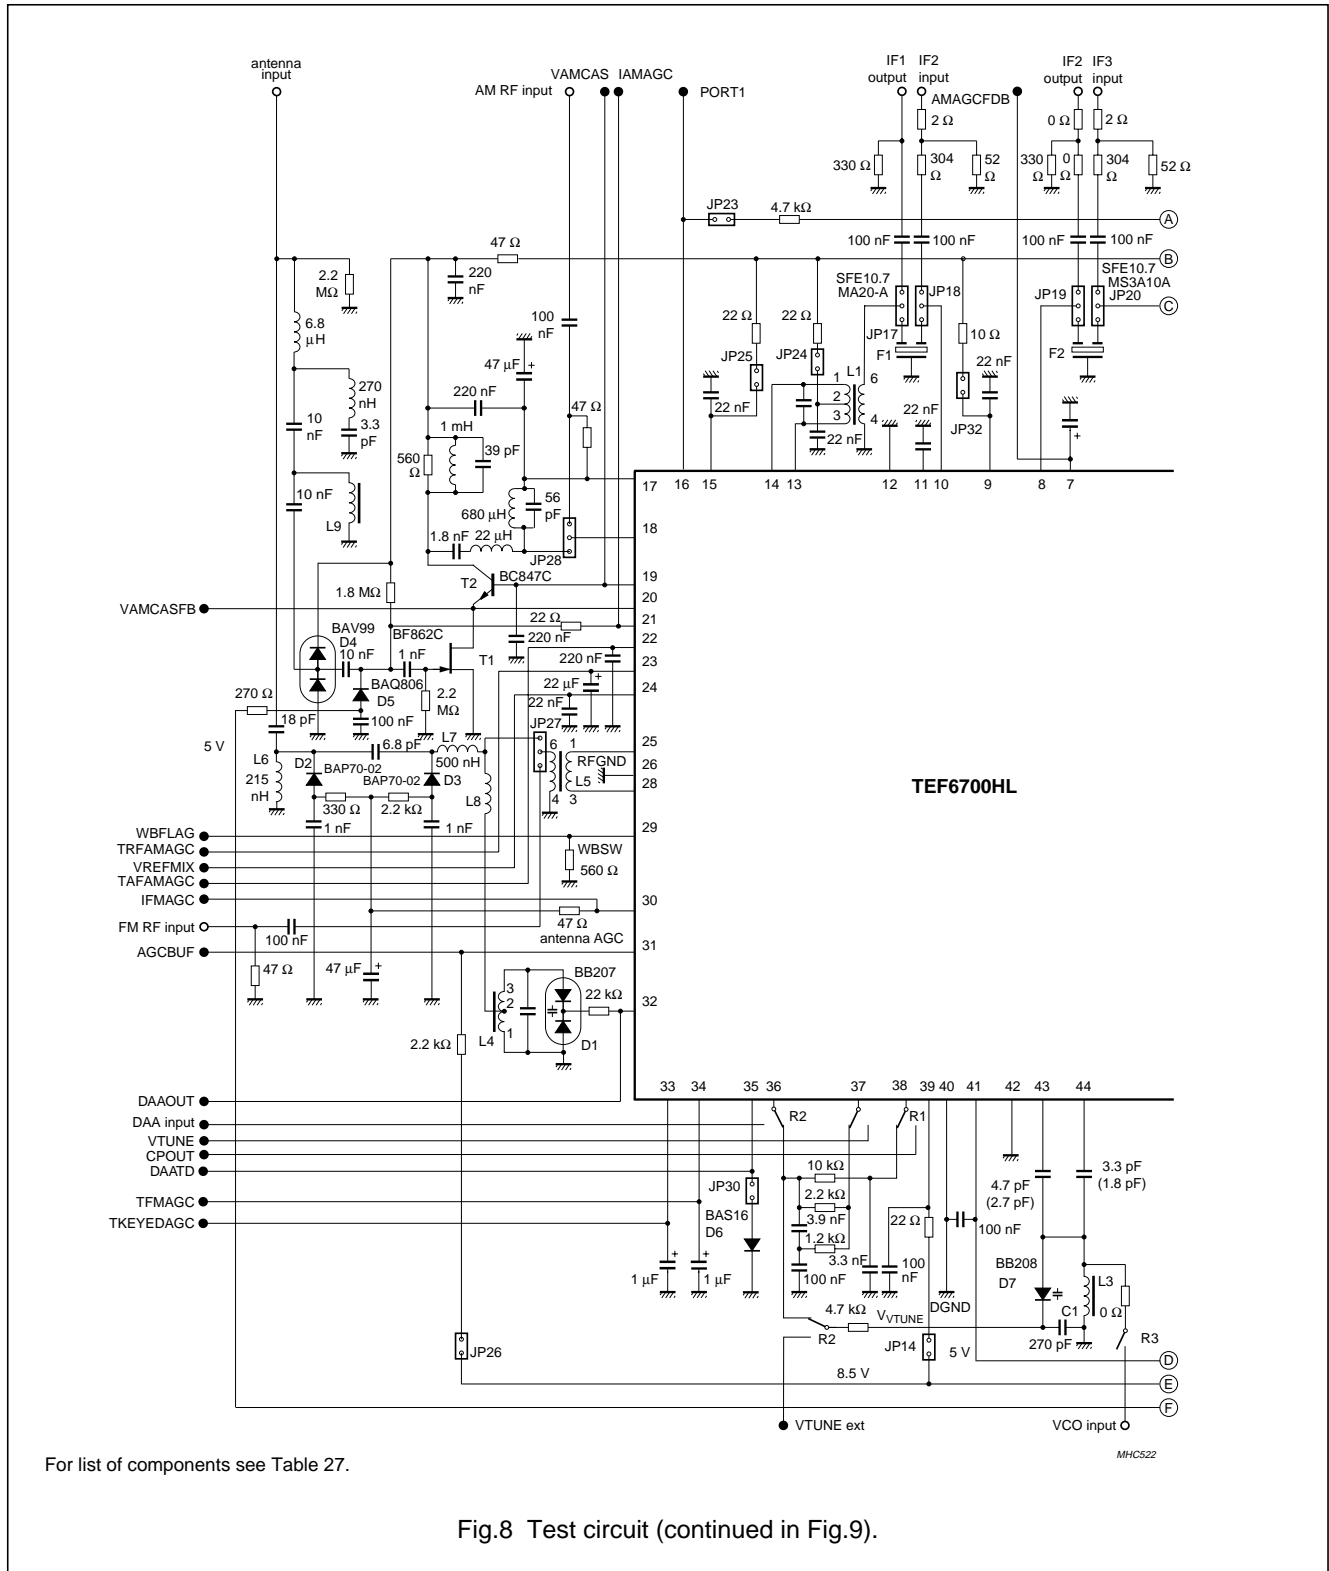 antenna
input
VAMCAS IAMAGC
AM RF input
PORT1
IF1
output
IF2
input
AMAGCFDB
IF2
output
IF3
input
2 Ω
0 Ω
2 Ω
330 Ω
304
Ω
52
Ω
330
Ω
0
Ω
304
Ω
52 Ω
JP23
4.7 kΩ
A
100 nF
100 nF
100 nF
100 nF
47 Ω
B
2.2
MΩ
220
nF
SFE10.7
MA20-A
JP18
JP19
SFE10.7
MS3A10A
JP20
C
6.8
μH
100
nF
22 Ω
22 Ω
JP17
10 Ω
47 μF
+
JP25
JP24
F1
F2
L1
22 nF
270
nH
220 nF
47 Ω
1
2
3
6
4
10
nF
3.3
pF
22 nF
22 nF
JP32
1 mH
22 nF
+
560
Ω
39 pF
10 nF
L9
17
16
15
14
13
12
11
10
9
8
7
680 μH
56
pF
18
1.8 nF
22 μH
JP28
T2
BC847C
19
1.8 MΩ
20
VAMCASFB
22 Ω
21
BAV99
D4
BF862C
220 nF
22
10 nF
1 nF
T1
220 nF
23
BAQ806
D5
22 μF
+
24
270 Ω
2.2
MΩ
22 nF
18 pF
100 nF
JP27
5 V
6.8 pF
L7
6
1
25
L6
D2
500 nH
RFGND
26
BAP70-02
BAP70-02
D3
L5
28
215
nH
L8
4
3
330 Ω
2.2 kΩ
TEF6700HL
1 nF
1 nF
29
WBFLAG
WBSW
TRFAMAGC
560 Ω
VREFMIX
TAFAMAGC
IFMAGC
30
FM RF input
47 Ω
100 nF
antenna AGC
AGCBUF
31
47 Ω
47 μF
+
BB207
22 kΩ
3
2
1
32
2.2 kΩ
L4
D1
33
34
35
36
37
38
39
40
41
42
43
44
DAAOUT
DAA input
R2
R1
VTUNE
CPOUT
DAATD
10 kΩ
3.3 pF
(1.8 pF)
JP30
4.7 pF
(2.7 pF)
TFMAGC
2.2 kΩ
BAS16
D6
3.9 nF
22 Ω
TKEYEDAGC
1.2 kΩ
100 nF
+
+
3.3 nF
BB208
D7
1 μF
1 μF
100 nF
100
nF
L3
DGND
C1
0 Ω
4.7 kΩ
VVTUNE
R2
270 pF
R3
JP26
JP14
5 V
D
8.5 V
E
F
VTUNE ext
VCO input
MHC522
For list of components see Table 27.
Fig.8 Test circuit (continued in Fig.9).